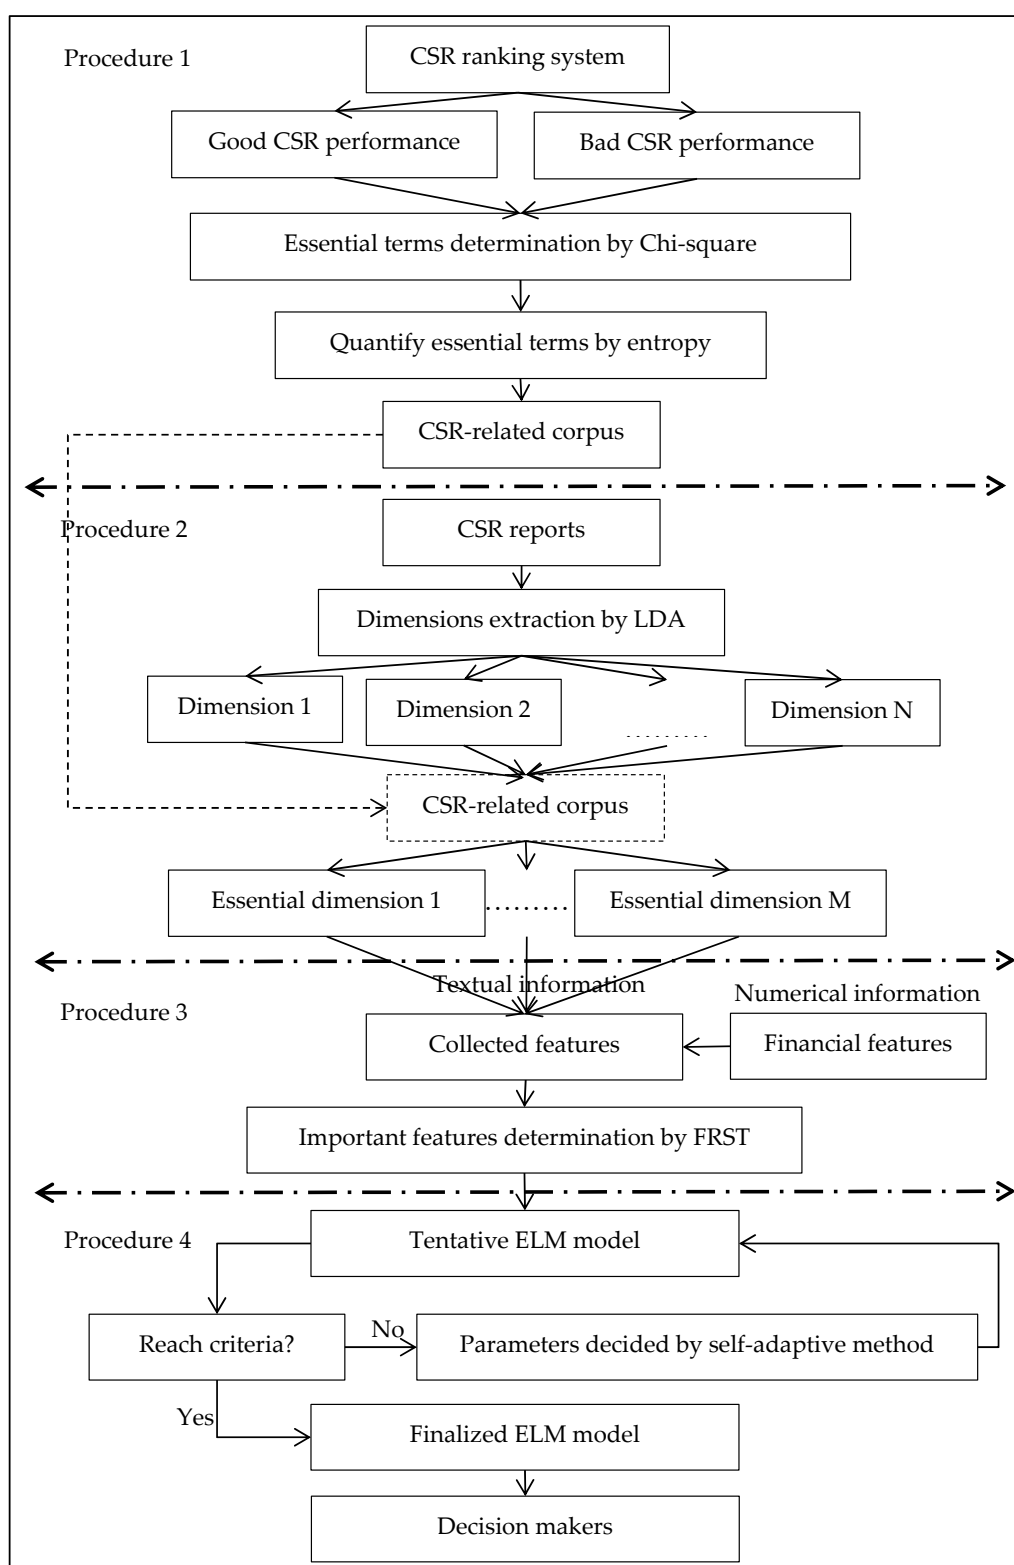 Procedure 1
CSR ranking system
Good CSR performance
Bad CSR performance
Essential terms determination by Chi-square
Quantify essential terms by entropy
CSR-related corpus
Procedure 2
CSR reports
Dimensions extraction by LDA
Dimension 1
Dimension 2
.........
Dimension N
CSR-related corpus
Essential dimension 1
.........
Essential dimension M
Textual information
Numerical information
Procedure 3
Collected features
Financial features
Important features determination by FRST
Procedure 4
Tentative ELM model
Reach criteria?
No
Parameters decided by self-adaptive method
Yes
Finalized ELM model
Decision makers